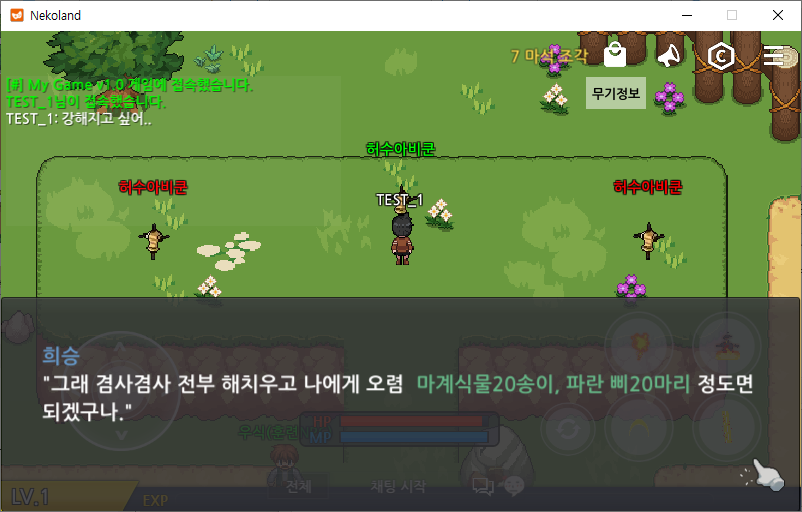 Nekoland
7 마석 조각
[#] My Game v1.0 게임에 접속했습니다.
TEST_1님이 접속했습니다.
TEST_1: 강해지고 싶어..
무기정보
허수아비쿤
허수아비쿤
허수아비쿤
TEST_1
희승
"그래 겸사겸사 전부 해치우고 나에게 오렴 마계식물20송이, 파란 삐20마리 정도면
되겠구나."
HP
MP
전체
채팅 시작
LV.1
EXP